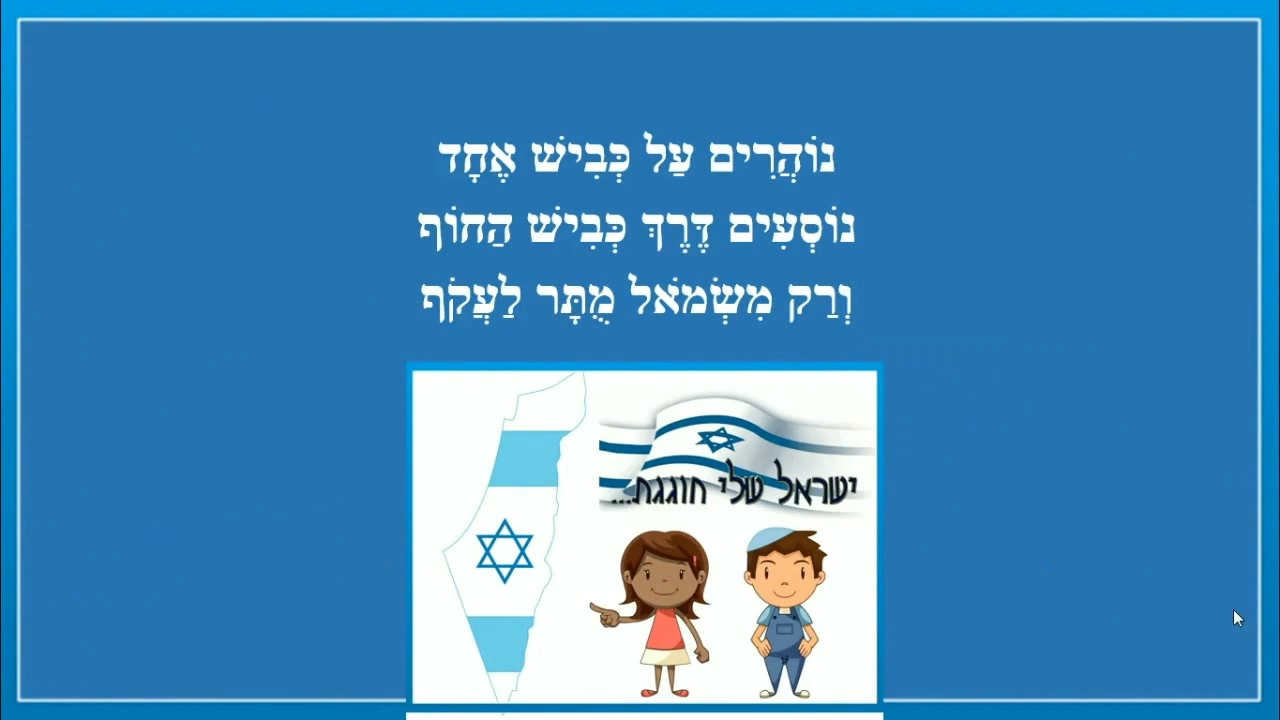 נוֹהֲרִים עַל כְּבִישׁ אֶחָד
נוֹסְעִים דֶּרֶךְ כְּבִישׁ הַחוֹף
וְרַק מִשְּׂמֹאל מֻתָּר לַעֲקֹף
ישראל שלי חוגגת...